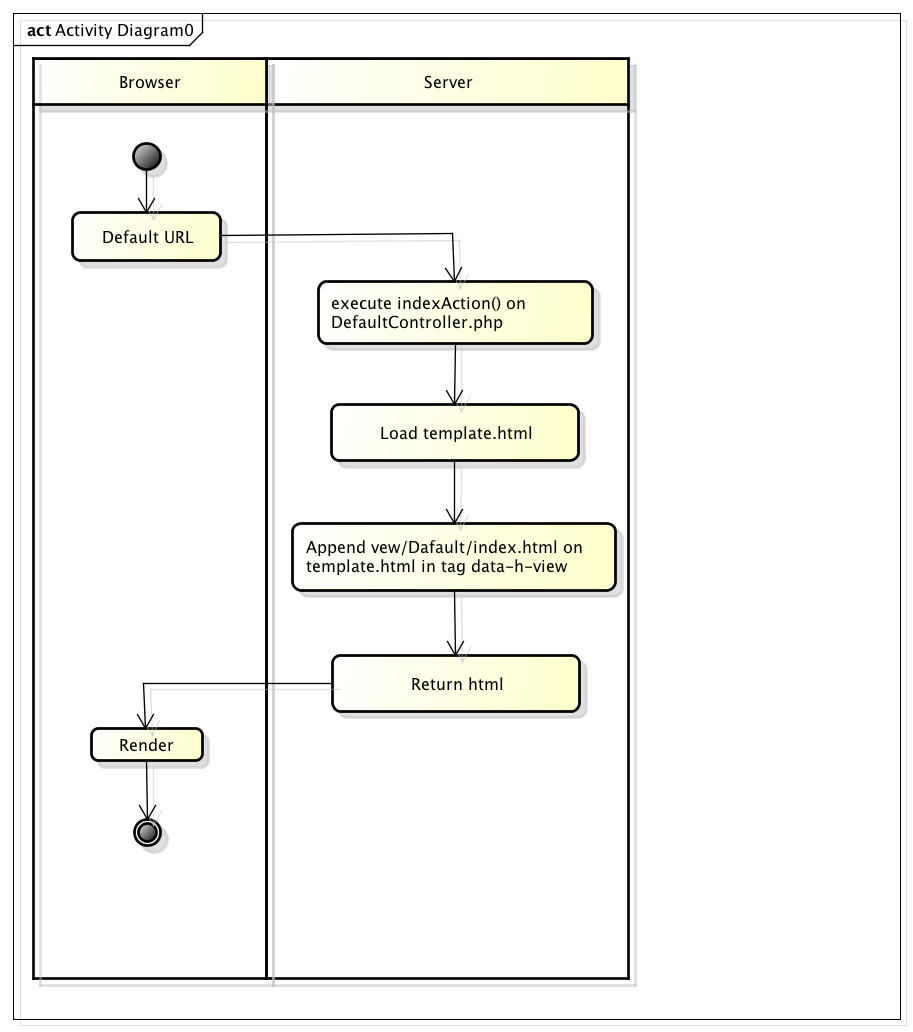 act Activity Diagram0
Browser
Server
Default URL
execute indexAction() on
DefaultController.php
Load template.html
Append vew/Dafault/index.html on
template.html in tag data-h-view
Return html
Render